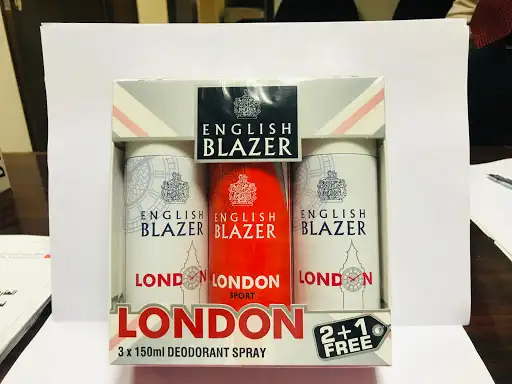 ENGLISH
BLAZER
ENGLISH
BLAZER
LONDON
ENGLISH
BLAZER
LONDON
SPORT
ENGLISH
BLAZER
LONDON
LONDON
3 x 150ml DEODORANT SPRAY
2+1
FREE